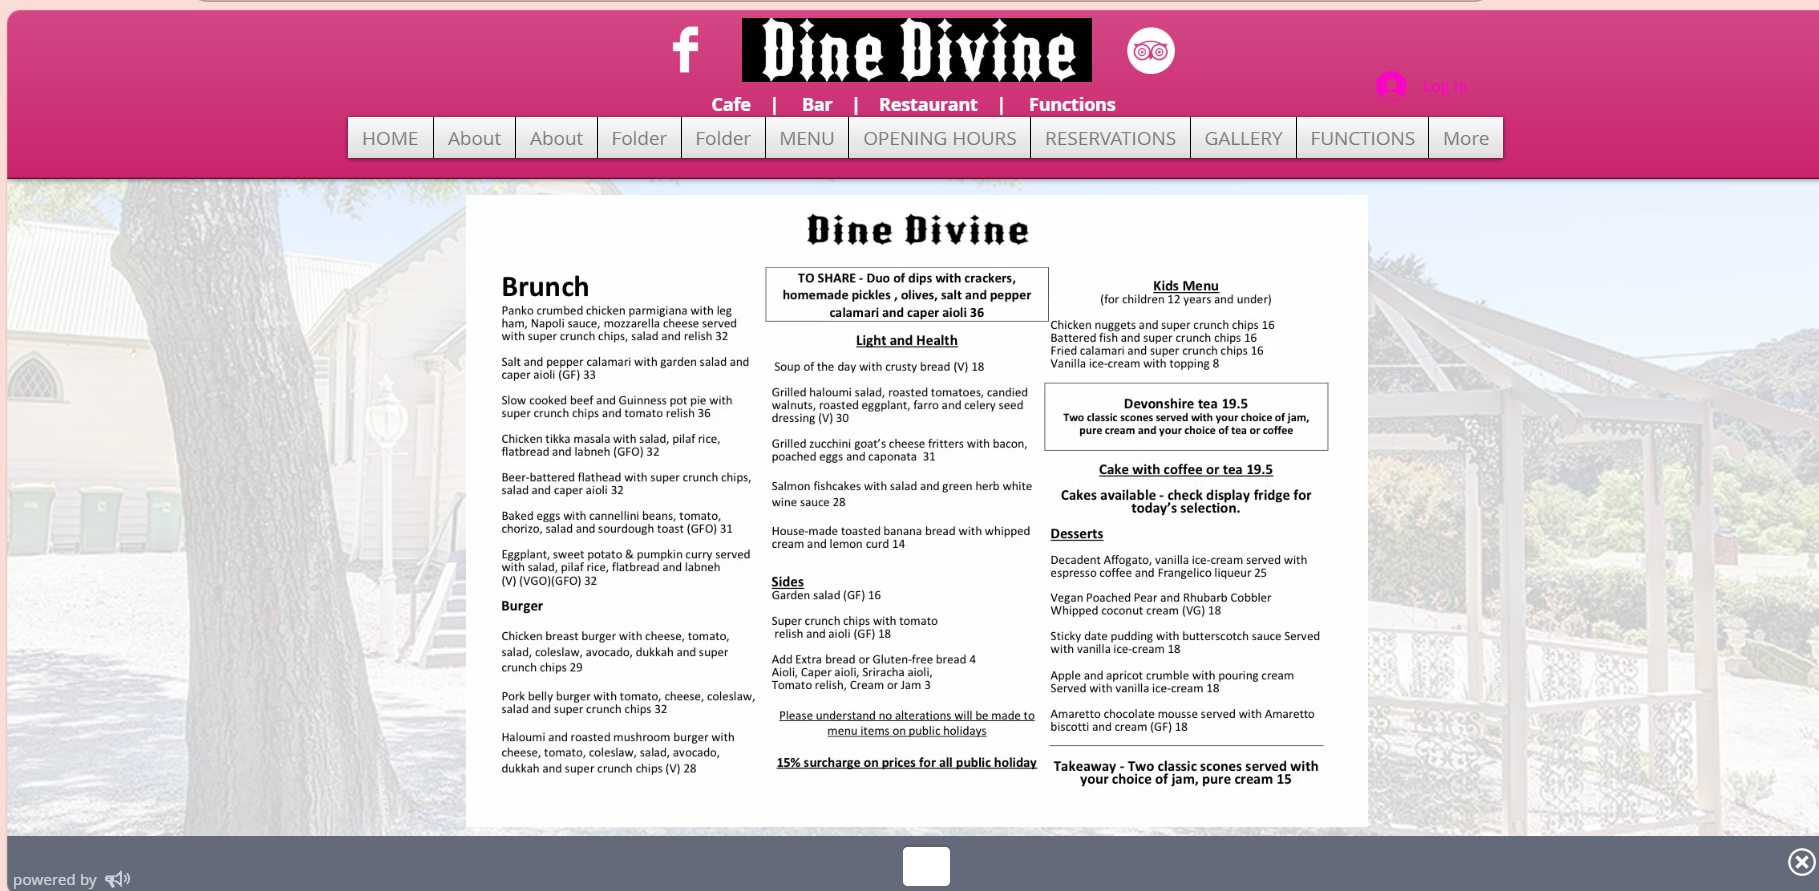 Dine Divine
Cafe | Bar | Restaurant | Functions
Log In
HOME About About Folder Folder MENU OPENING HOURS RESERVATIONS GALLERY FUNCTIONS More
Dine Divine
Brunch
Panko crumbed chicken parmigiana with leg
ham, Napoli sauce, mozzarella cheese served
with super crunch chips, salad and relish 32
Salt and pepper calamari with garden salad and
caper aioli (GF) 33
Slow cooked beef and Guinness pot pie with
super crunch chips and tomato relish 36
Chicken tikka masala with salad, pilaf rice,
flatbread and labneh (GFO) 32
Beer-battered flathead with super crunch chips,
salad and caper aioli 32
Baked eggs with cannellini beans, tomato,
chorizo, salad and sourdough toast (GFO) 31
Eggplant, sweet potato & pumpkin curry served
with salad, pilaf rice, flatbread and labneh
(V) (VGO)(GFO) 32
Burger
Chicken breast burger with cheese, tomato,
salad, coleslaw, avocado, dukkah and super
crunch chips 29
Pork belly burger with tomato, cheese, coleslaw,
salad and super crunch chips 32
Haloumi and roasted mushroom burger with
cheese, tomato, coleslaw, salad, avocado,
dukkah and super crunch chips (V) 28
TO SHARE - Duo of dips with crackers,
homemade pickles , olives, salt and pepper
calamari and caper aioli 36
Light and Health
Soup of the day with crusty bread (V) 18
Grilled haloumi salad, roasted tomatoes, candied
walnuts, roasted eggplant, farro and celery seed
dressing (V) 30
Grilled zucchini goat's cheese fritters with bacon,
poached eggs and caponata 31
Salmon fishcakes with salad and green herb white
wine sauce 28
House-made toasted banana bread with whipped
cream and lemon curd 14
Sides
Garden salad (GF) 16
Super crunch chips with tomato
relish and aioli (GF) 18
Add Extra bread or Gluten-free bread 4
Aioli, Caper aioli, Sriracha aioli,
Tomato relish, Cream or Jam 3
Please understand no alterations will be made to
menu items on public holidays
15% surcharge on prices for all public holiday
Kids Menu
(for children 12 years and under)
Chicken nuggets and super crunch chips 16
Battered fish and super crunch chips 16
Fried calamari and super crunch chips 16
Vanilla ice-cream with topping 8
Devonshire tea 19.5
Two classic scones served with your choice of jam,
pure cream and your choice of tea or coffee
Cake with coffee or tea 19.5
Cakes available - check display fridge for
today's selection.
Desserts
Decadent Affogato, vanilla ice-cream served with
espresso coffee and Frangelico liqueur 25
Vegan Poached Pear and Rhubarb Cobbler
Whipped coconut cream (VG) 18
Sticky date pudding with butterscotch sauce Served
with vanilla ice-cream 18
Apple and apricot crumble with pouring cream
Served with vanilla ice-cream 18
Amaretto chocolate mousse served with Amaretto
biscotti and cream (GF) 18
Takeaway - Two classic scones served with
your choice of jam, pure cream 15
powered by